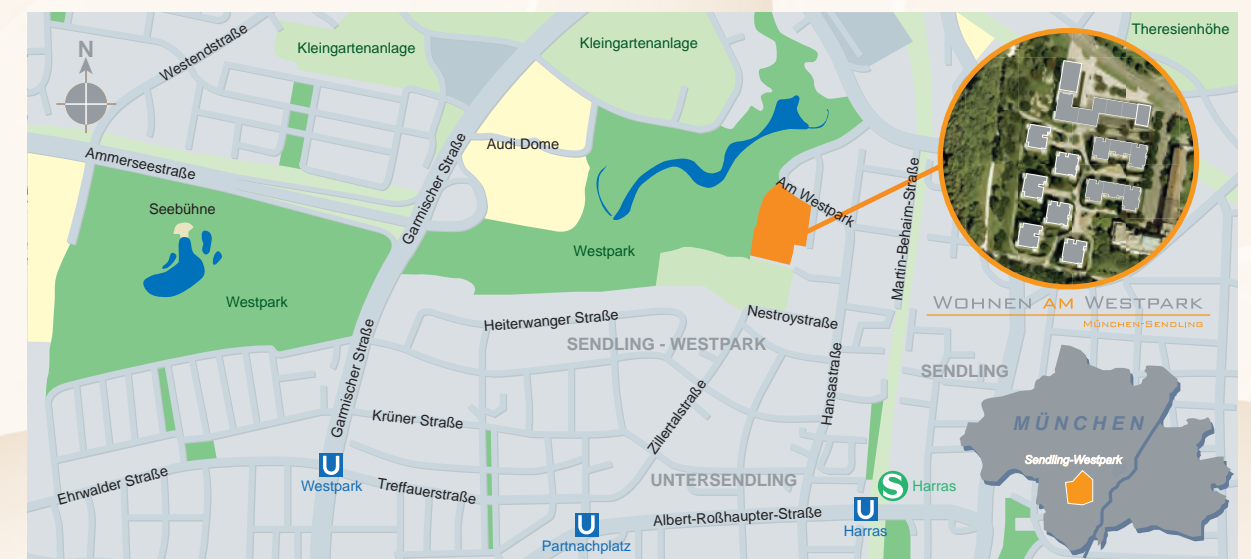 Theresienhöhe
Kleingartenanlage
Kleingartenanlage
N
Westendstraße
Audi Dome
Ammerseestraße
Garmischer Straße
Am Westpark
Martin-Behaim-Straße
Seebühne
Westpark
Westpark
WOHNEN AM WESTPARK
MÜNCHEN-SENDLING
Heiterwanger Straße
Nestroystraße
SENDLING - WESTPARK
SENDLING
Garmischer Straße
Hansastraße
Zillertalstraße
Krüner Straße
MÜNCHEN
Sendling-Westpark
Ehrwalder Straße
U
Westpark
Treffauerstraße
UNTERSENDLING
S Harras
U
Harras
Albert-Roßhaupter-Straße
U
Partnachplatz